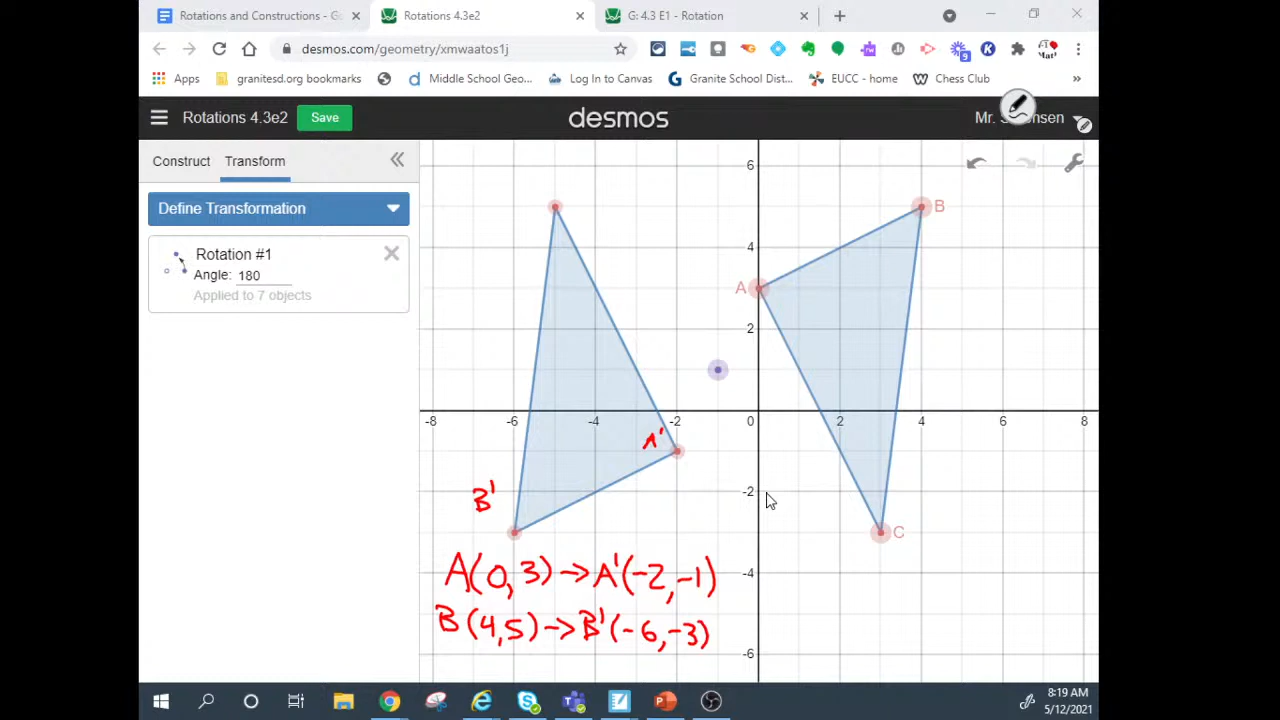 Rotations and Constructions - Go
Rotations 4.3e2
G: 4.3 E1 - Rotation
desmos.com/geometry/xmwaatos1j
9
Apps
granitesd.org bookmarks
Middle School Geo...
Log In to Canvas
Granite School Dist...
EUCC - home
Chess Club
»
Rotations 4.3e2
Save
desmos
Mr.
Construct
Transform
Define Transformation
Rotation #1
Angle: 180
Applied to 7 objects
6
B
4
A
2
-8
-6
-4
-2
0
2
4
6
8
A'
B'
-2
C
A(0,3)→A'(-2,-1)
-4
B(4,5)→B'(-6,-3)
-6
8:19 AM
5/12/2021